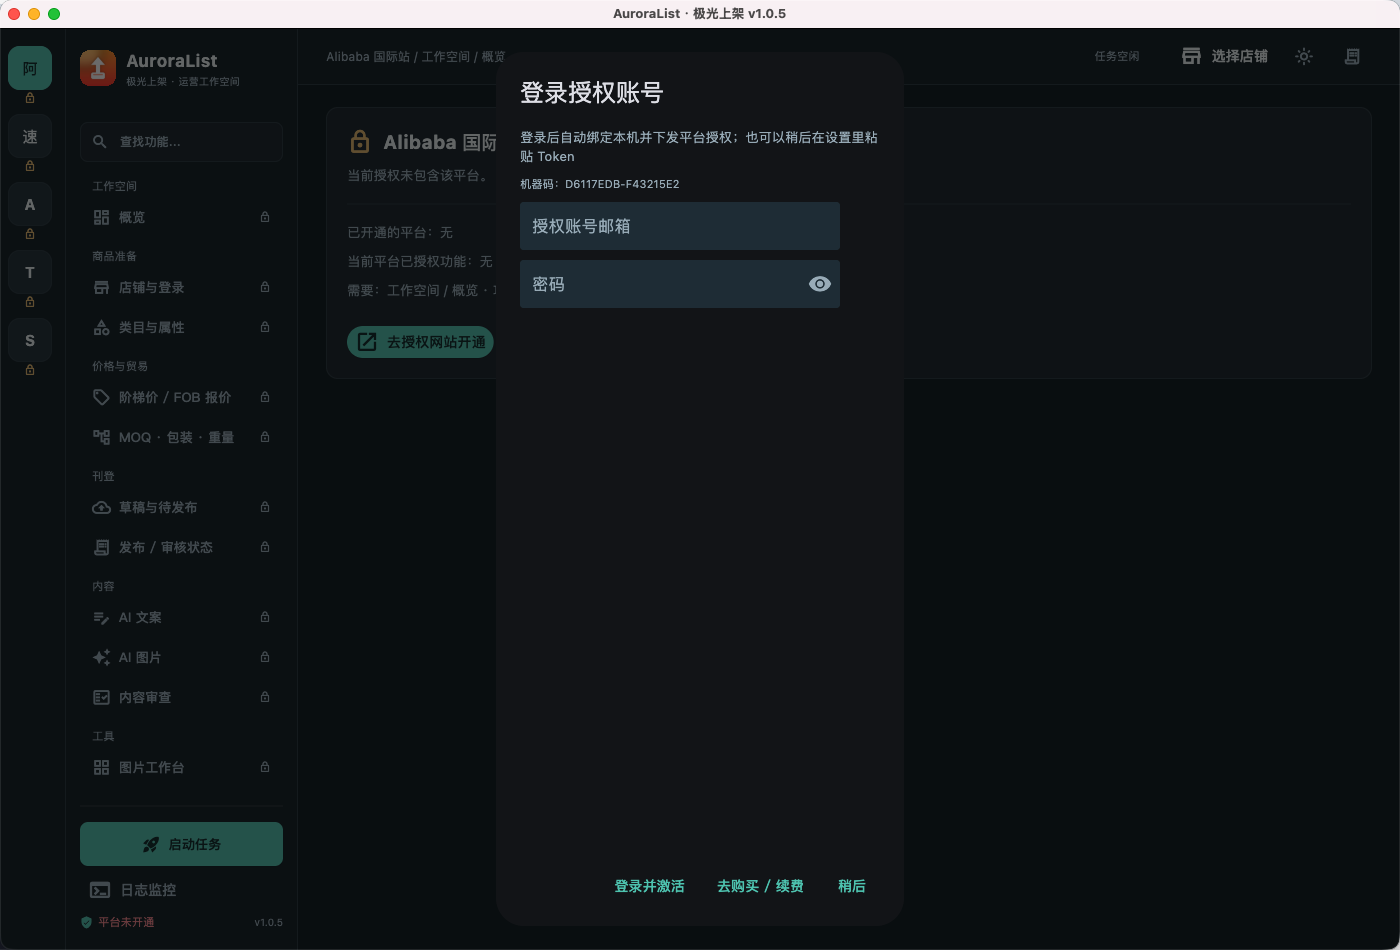 AuroraList · 极光上架 v1.0.5
阿
速
A
T
S
AuroraList
极光上架 · 运营工作空间
查找功能...
工作空间
概览
商品准备
店铺与登录
类目与属性
价格与贸易
阶梯价 / FOB 报价
MOQ · 包装 · 重量
刊登
草稿与待发布
发布 / 审核状态
内容
AI 文案
AI 图片
内容审查
工具
图片工作台
启动任务
日志监控
平台未开通
v1.0.5
Alibaba 国际站 / 工作空间 / 概览
任务空闲
选择店铺
Alibaba 国际
当前授权未包含该平台。
已开通的平台：无
当前平台已授权功能：无
需要：工作空间 / 概览 ·
去授权网站开通
登录授权账号
登录后自动绑定本机并下发平台授权；也可以稍后在设置里粘
贴 Token
机器码：D6117EDB-F43215E2
授权账号邮箱
密码
登录并激活
去购买 / 续费
稍后